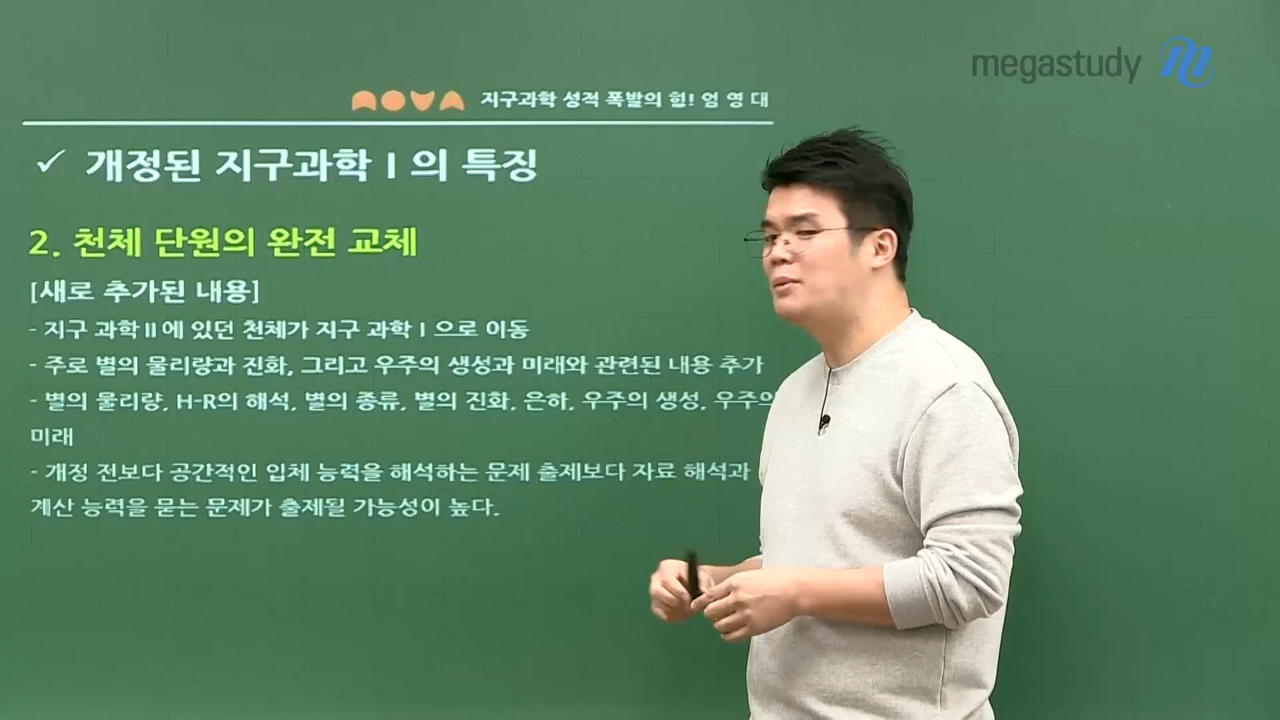 megastudy
NOVA 지구과학 성적 폭발의 힘! 엄영대
✓ 개정된 지구과학Ⅰ의 특징
2. 천체 단원의 완전 교체
[새로 추가된 내용]
- 지구 과학Ⅱ에 있던 천체가 지구 과학Ⅰ으로 이동
- 주로 별의 물리량과 진화, 그리고 우주의 생성과 미래와 관련된 내용 추가
- 별의 물리량, H-R의 해석, 별의 종류, 별의 진화, 은하, 우주의 생성, 우주의
미래
- 개정 전보다 공간적인 입체 능력을 해석하는 문제 출제보다 자료 해석과
계산 능력을 묻는 문제가 출제될 가능성이 높다.